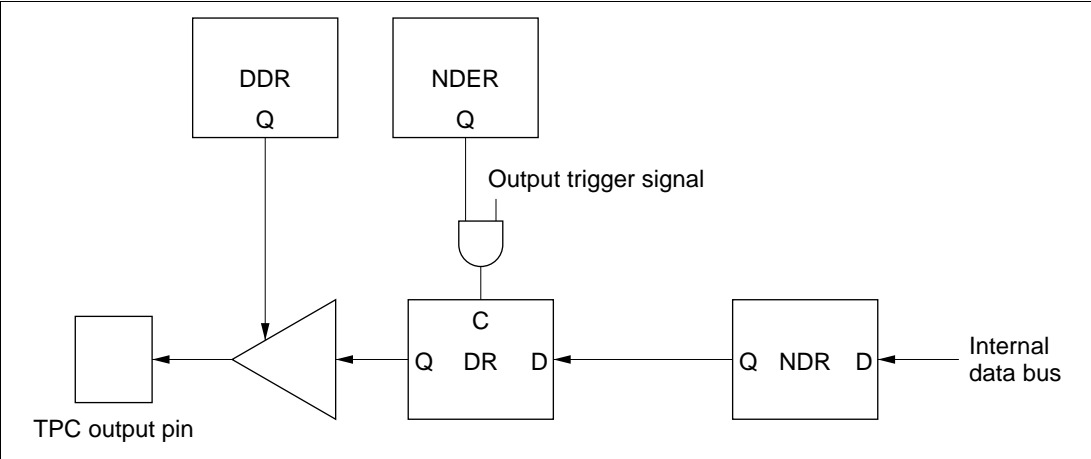 DDR
Q
NDER
Q
Output trigger signal
C
Q DR D
Q NDR D
Internal
data bus
TPC output pin